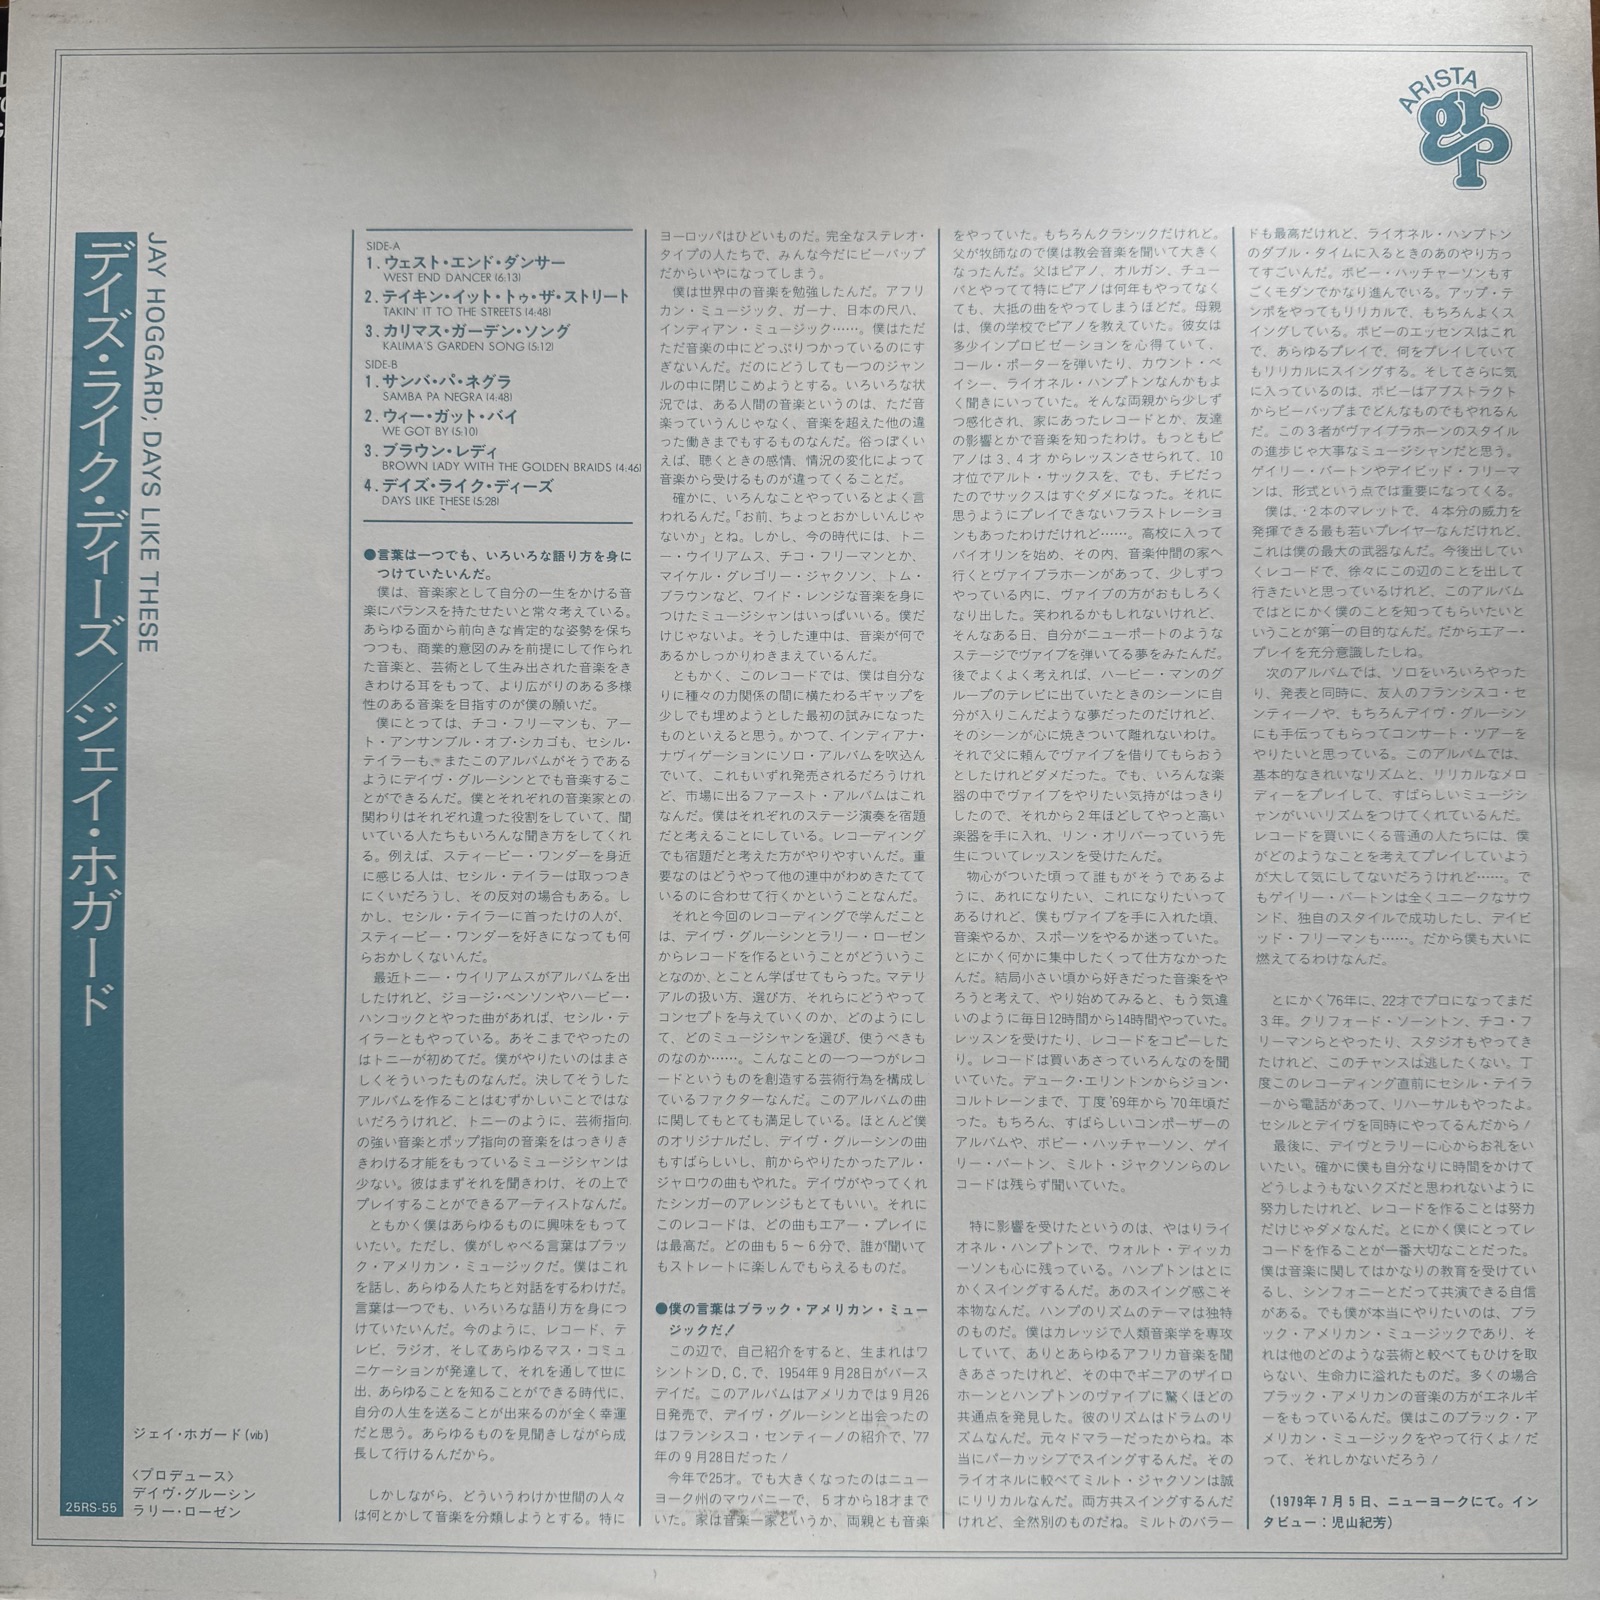 ARISTA
grp
デイズ・ライク・ディーズ／ジェイ・ホガード
25RS-55
JAY HOGGARD; DAYS LIKE THESE
ジェイ・ホガード(vib)
〈プロデュース〉
デイヴ・グルーシン
ラリー・ローゼン
SIDE-A
1. ウェスト・エンド・ダンサー
WEST END DANCER (6:13)
2. テイキン・イット・トゥ・ザ・ストリート
TAKIN' IT TO THE STREETS (4:48)
3. カリマス・ガーデン・ソング
KALIMA'S GARDEN SONG (5:12)
SIDE-B
1. サンバ・パ・ネグラ
SAMBA PA NEGRA (4:48)
2. ウィー・ガット・バイ
WE GOT BY (5:10)
3. ブラウン・レディ
BROWN LADY WITH THE GOLDEN BRAIDS (4:46)
4. デイズ・ライク・ディーズ
DAYS LIKE THESE (5:28)
●言葉は一つでも、いろいろな語り方を身に
つけていたいんだ。
僕は、音楽家として自分の一生をかける音
楽にバランスを持たせたいと常々考えている。
あらゆる面から前向きな肯定的な姿勢を保ち
つつも、商業的意図のみを前提にして作られ
た音楽と、芸術として生み出された音楽をき
きわける耳をもって、より広がりのある多様
性のある音楽を目指すのが僕の願いだ。
僕にとっては、チコ・フリーマンも、アー
ト・アンサンブル・オブ・シカゴも、セシル・
テイラーも、またこのアルバムがそうである
ようにデイヴ・グルーシンとでも音楽するこ
とができるんだ。僕とそれぞれの音楽家との
関わりはそれぞれ違った役割をしていて、聞
いている人たちもいろんな聞き方をしてくれ
る。例えば、スティービー・ワンダーを身近
に感じる人は、セシル・テイラーは取っつき
にくいだろうし、その反対の場合もある。し
かし、セシル・テイラーに首ったけの人が、
スティービー・ワンダーを好きになっても何
らおかしくないんだ。
最近トニー・ウイリアムスがアルバムを出
したけれど、ジョージ・ベンソンやハービー・
ハンコックとやった曲があれば、セシル・テ
イラーともやっている。あそこまでやったの
はトニーが初めてだ。僕がやりたいのはまさ
しくそういったものなんだ。決してそうした
アルバムを作ることはむずかしいことではな
いだろうけれど、トニーのように、芸術指向
の強い音楽とポップ指向の音楽をはっきりき
きわける才能をもっているミュージシャンは
少ない。彼はまずそれを聞きわけ、その上で
プレイすることができるアーティストなんだ。
ともかく僕はあらゆるものに興味をもって
いたい。ただし、僕がしゃべる言葉はブラッ
ク・アメリカン・ミュージックだ。僕はこれ
を話し、あらゆる人たちと対話をするわけだ。
言葉は一つでも、いろいろな語り方を身につ
けていたいんだ。今のように、レコード、テ
レビ、ラジオ、そしてあらゆるマス・コミュ
ニケーションが発達して、それを通して世に
出、あらゆることを知ることができる時代に、
自分の人生を送ることが出来るのが全く幸運
だと思う。あらゆるものを見聞きしながら成
長して行けるんだから。
しかしながら、どういうわけか世間の人々
は何とかして音楽を分類しようとする。特に
ヨーロッパはひどいものだ。完全なステレオ・
タイプの人たちで、みんな今だにビーバップ
だからいやになってしまう。
僕は世界中の音楽を勉強したんだ。アフリ
カン・ミュージック、ガーナ、日本の尺八、
インディアン・ミュージック……。僕はただ
ただ音楽の中にどっぷりつかっているのにす
ぎないんだ。だのにどうしても一つのジャン
ルの中に閉じこめようとする。いろいろな状
況では、ある人間の音楽というのは、ただ音
楽っていうんじゃなく、音楽を超えた他の違
った働きまでもするものなんだ。俗っぽくい
えば、聴くときの感情、情況の変化によって
音楽から受けるものが違ってくることだ。
確かに、いろんなことやっているとよく言
われるんだ。「お前、ちょっとおかしいんじゃ
ないか」とね。しかし、今の時代には、トニ
ー・ウイリアムス、チコ・フリーマンとか、
マイケル・グレゴリー・ジャクソン、トム・
ブラウンなど、ワイド・レンジな音楽を身に
つけたミュージシャンはいっぱいいる。僕だ
けじゃないよ。そうした連中は、音楽が何で
あるかしっかりわきまえているんだ。
ともかく、このレコードでは、僕は自分な
りに種々の力関係の間に横たわるギャップを
少しでも埋めようとした最初の試みになった
ものといえると思う。かつて、インディアナ・
ナヴィゲーションにソロ・アルバムを吹込ん
でいて、これもいずれ発売されるだろうけれ
ど、市場に出るファースト・アルバムはこれ
なんだ。僕はそれぞれのステージ演奏を宿題
だと考えることにしている。レコーディング
でも宿題だと考えた方がやりやすいんだ。重
要なのはどうやって他の連中がわめきたてて
いるのに合わせて行くかということなんだ。
それと今回のレコーディングで学んだこと
は、デイヴ・グルーシンとラリー・ローゼン
からレコードを作るということがどういうこ
となのか、とことん学ばせてもらった。マテリ
アルの扱い方、選び方、それらにどうやって
コンセプトを与えていくのか、どのようにし
て、どのミュージシャンを選び、使うべきも
のなのか……。こんなことの一つ一つがレコ
ードというものを創造する芸術行為を構成し
ているファクターなんだ。このアルバムの曲
に関してもとても満足している。ほとんど僕
のオリジナルだし、デイヴ・グルーシンの曲
もすばらしいし、前からやりたかったアル・
ジャロウの曲もやれた。デイヴがやってくれ
たシンガーのアレンジもとてもいい。それに
このレコードは、どの曲もエアー・プレイに
は最高だ。どの曲も5～6分で、誰が聞いて
もストレートに楽しんでもらえるものだ。
●僕の言葉はブラック・アメリカン・ミュー
ジックだ！
この辺で、自己紹介をすると、生まれはワ
シントンD.C.で、1954年9月28日がバース
デイだ。このアルバムはアメリカでは9月26
日発売で、デイヴ・グルーシンと出会ったの
はフランシスコ・センティーノの紹介で、'77
年の9月28日だった！
今年で25才。でも大きくなったのはニュー
ヨーク州のマウバニーで、5才から18才まで
いた。家は音楽一家というか、両親とも音楽
をやっていた。もちろんクラシックだけれど。
父が牧師なので僕は教会音楽を聞いて大きく
なったんだ。父はピアノ、オルガン、チュー
バとやってて特にピアノは何年もやってなく
ても、大抵の曲をやってしまうほどだ。母親
は、僕の学校でピアノを教えていた。彼女は
多少インプロビゼーションを心得ていて、
コール・ポーターを弾いたり、カウント・ベ
イシー、ライオネル・ハンプトンなんかもよ
く聞きにいっていた。そんな両親から少しず
つ感化され、家にあったレコードとか、友達
の影響とかで音楽を知ったわけ。もっともピ
アノは3、4才からレッスンさせられて、10
才位でアルト・サックスを、でも、チビだっ
たのでサックスはすぐダメになった。それに
思うようにプレイできないフラストレーショ
ンもあったわけだけれど……。高校に入って
バイオリンを始め、その内、音楽仲間の家へ
行くとヴァイブラホーンがあって、少しずつ
やっている内に、ヴァイブの方がおもしろく
なり出した。笑われるかもしれないけれど、
そんなある日、自分がニューポートのような
ステージでヴァイブを弾いてる夢をみたんだ。
後でよくよく考えれば、ハービー・マンのグ
ループのテレビに出ていたときのシーンに自
分が入りこんだような夢だったのだけれど、
そのシーンが心に焼きついて離れないわけ。
それで父に頼んでヴァイブを借りてもらおう
としたけれどダメだった。でも、いろんな楽
器の中でヴァイブをやりたい気持がはっきり
したので、それから2年ほどしてやっと高い
楽器を手に入れ、リン・オリバーっていう先
生についてレッスンを受けたんだ。
物心がついた頃って誰もがそうであるよ
うに、あれになりたい、これになりたいって
あるけれど、僕もヴァイブを手に入れた頃、
音楽やるか、スポーツをやるか迷っていた。
とにかく何かに集中したくって仕方なかった
んだ。結局小さい頃から好きだった音楽をや
ろうと考えて、やり始めてみると、もう気違
いのように毎日12時間から14時間やっていた。
レッスンを受けたり、レコードをコピーした
り。レコードは買いあさっていろんなのを聞
いていた。デューク・エリントンからジョン・
コルトレーンまで、丁度'69年から'70年頃だ
った。もちろん、すばらしいコンポーザーの
アルバムや、ボビー・ハッチャーソン、ゲイ
リー・バートン、ミルト・ジャクソンらのレ
コードは残らず聞いていた。
特に影響を受けたというのは、やはりライ
オネル・ハンプトンで、ウォルト・ディッカ
ーソンも心に残っている。ハンプトンはとに
かくスイングするんだ。あのスイング感こそ
本物なんだ。ハンプのリズムのテーマは独特
のものだ。僕はカレッジで人類音楽学を専攻
していて、ありとあらゆるアフリカ音楽を聞
きあさったけれど、その中でギニアのザイロ
ホーンとハンプトンのヴァイブに驚くほどの
共通点を発見した。彼のリズムはドラムのリ
ズムなんだ。元々ドマラーだったからね。本
当にパーカッシブでスイングするんだ。その
ライオネルに較べてミルト・ジャクソンは誠
にリリカルなんだ。両方共スイングするんだ
けれど、全然別のものだね。ミルトのバラー
ドも最高だけれど、ライオネル・ハンプトン
のダブル・タイムに入るときのあのやり方っ
てすごいんだ。ボビー・ハッチャーソンもす
ごくモダンでかなり進んでいる。アップ・テ
ンポをやってもリリカルで、もちろんよくス
イングしている。ボビーのエッセンスはこれ
で、あらゆるプレイで、何をプレイしていて
もリリカルにスイングする。そしてさらに気
に入っているのは、ボビーはアブストラクト
からビーバップまでどんなものでもやれるん
だ。この3者がヴァイブラホーンのスタイル
の進歩じゃ大事なミュージシャンだと思う。
ゲイリー・バートンやデイビッド・フリーマ
ンは、形式という点では重要になってくる。
僕は、2本のマレットで、4本分の威力を
発揮できる最も若いプレイヤーなんだけれど、
これは僕の最大の武器なんだ。今後出してい
くレコードで、徐々にこの辺のことを出して
行きたいと思っているけれど、このアルバム
ではとにかく僕のことを知ってもらいたいと
いうことが第一の目的なんだ。だからエアー・
プレイを充分意識したしね。
次のアルバムでは、ソロをいろいろやった
り、発表と同時に、友人のフランシスコ・セ
ンティーノや、もちろんデイヴ・グルーシン
にも手伝ってもらってコンサート・ツアーを
やりたいと思っている。このアルバムでは、
基本的なきれいなリズムと、リリカルなメロ
ディーをプレイして、すばらしいミュージシ
ャンがいいリズムをつけてくれているんだ。
レコードを買いにくる普通の人たちには、僕
がどのようなことを考えてプレイしていよう
が大して気にしてないだろうけれど……。で
もゲイリー・バートンは全くユニークなサウ
ンド、独自のスタイルで成功したし、デイビ
ッド・フリーマンも……。だから僕も大いに
燃えてるわけなんだ。
とにかく'76年に、22才でプロになってまだ
3年。クリフォード・ソーントン、チコ・フ
リーマンらとやったり、スタジオもやってき
たけれど、このチャンスは逃したくない。丁
度このレコーディング直前にセシル・テイラ
ーから電話があって、リハーサルもやったよ。
セシルとデイヴを同時にやってるんだから！
最後に、デイヴとラリーに心からお礼をい
いたい。確かに僕も自分なりに時間をかけて
どうしようもないクズだと思われないように
努力したけれど、レコードを作ることは努力
だけじゃダメなんだ。とにかく僕にとってレ
コードを作ることが一番大切なことだった。
僕は音楽に関してはかなりの教育を受けてい
るし、シンフォニーとだって共演できる自信
がある。でも僕が本当にやりたいのは、ブラ
ック・アメリカン・ミュージックであり、そ
れは他のどのような芸術と較べてもひけを取
らない、生命力に溢れたものだ。多くの場合
ブラック・アメリカンの音楽の方がエネルギ
ーをもっているんだ。僕はこのブラック・ア
メリカン・ミュージックをやって行くよ！だ
って、それしかないだろう！
（1979年7月5日、ニューヨークにて。イン
タビュー：児山紀芳）